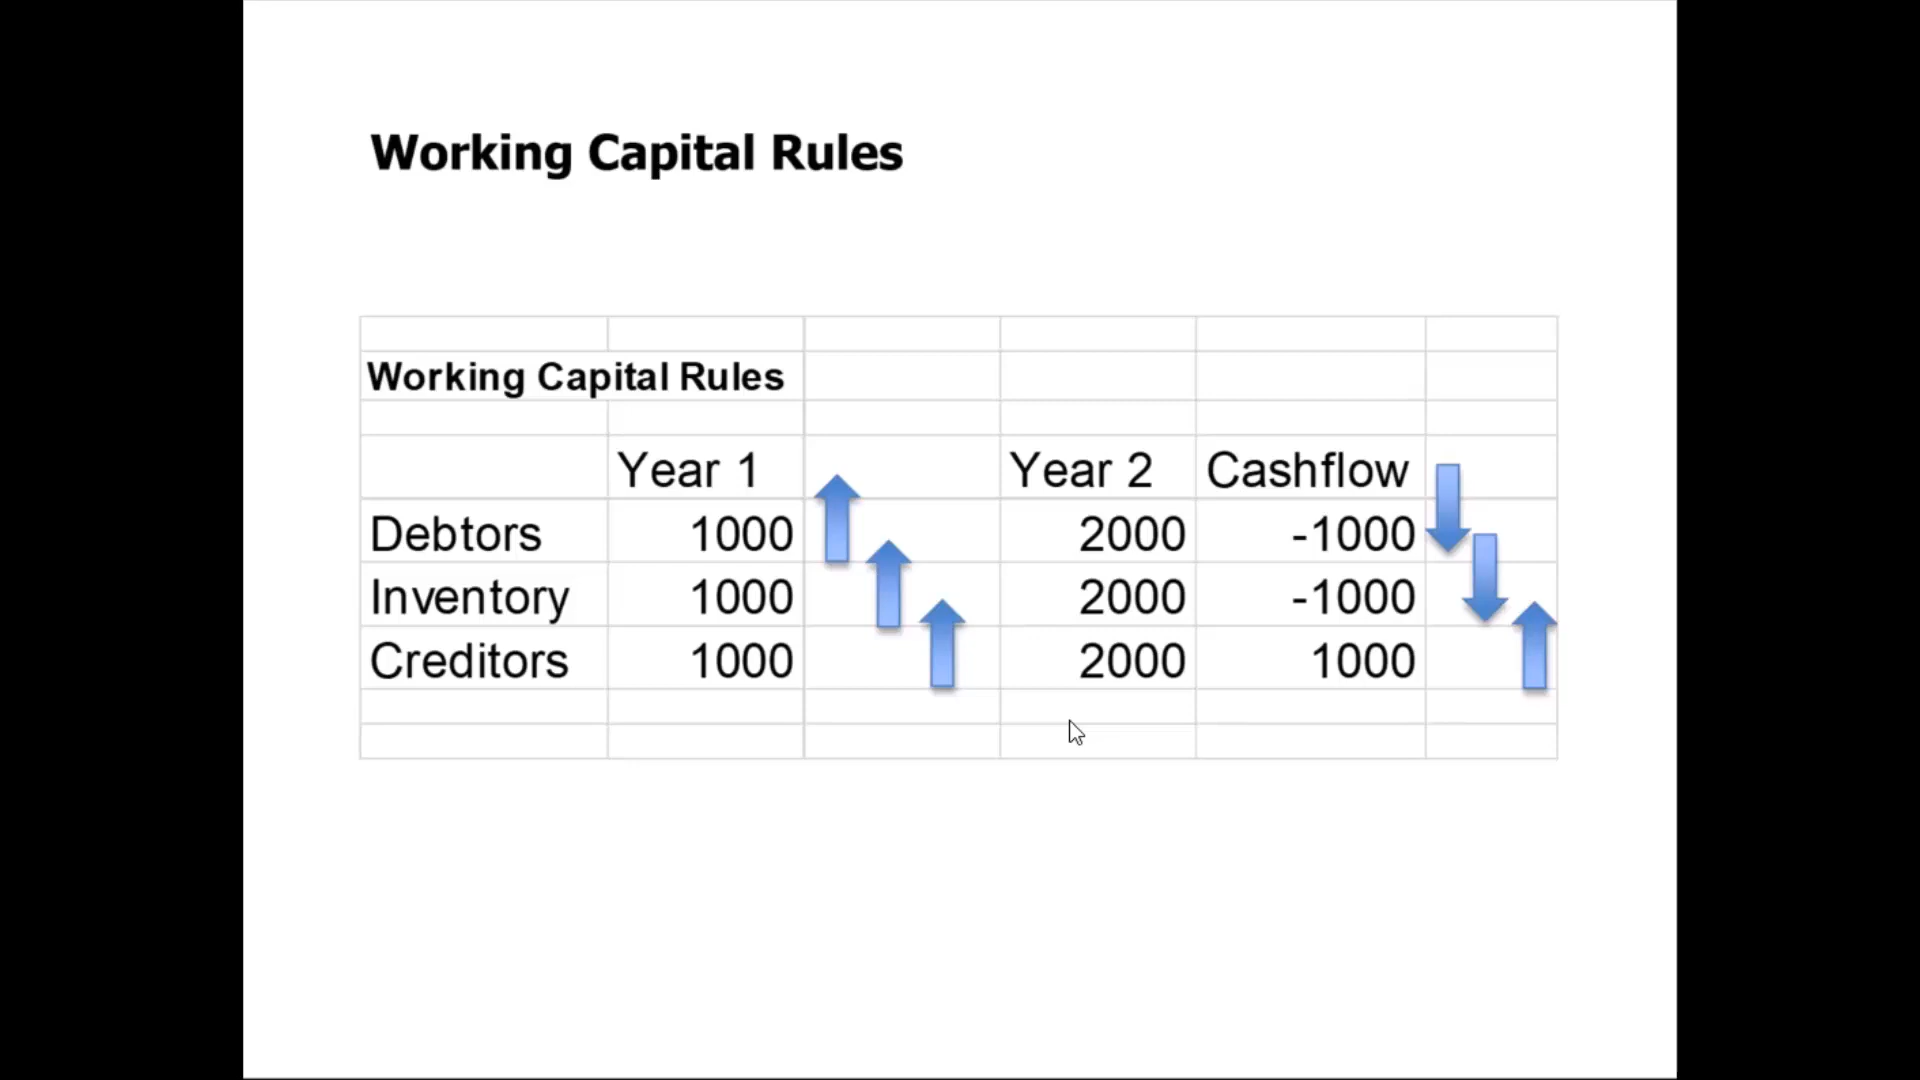 Working Capital Rules
Working Capital Rules
Year 1 Year 2 Cashflow
Debtors 1000 2000 -1000
Inventory 1000 2000 -1000
Creditors 1000 2000 1000